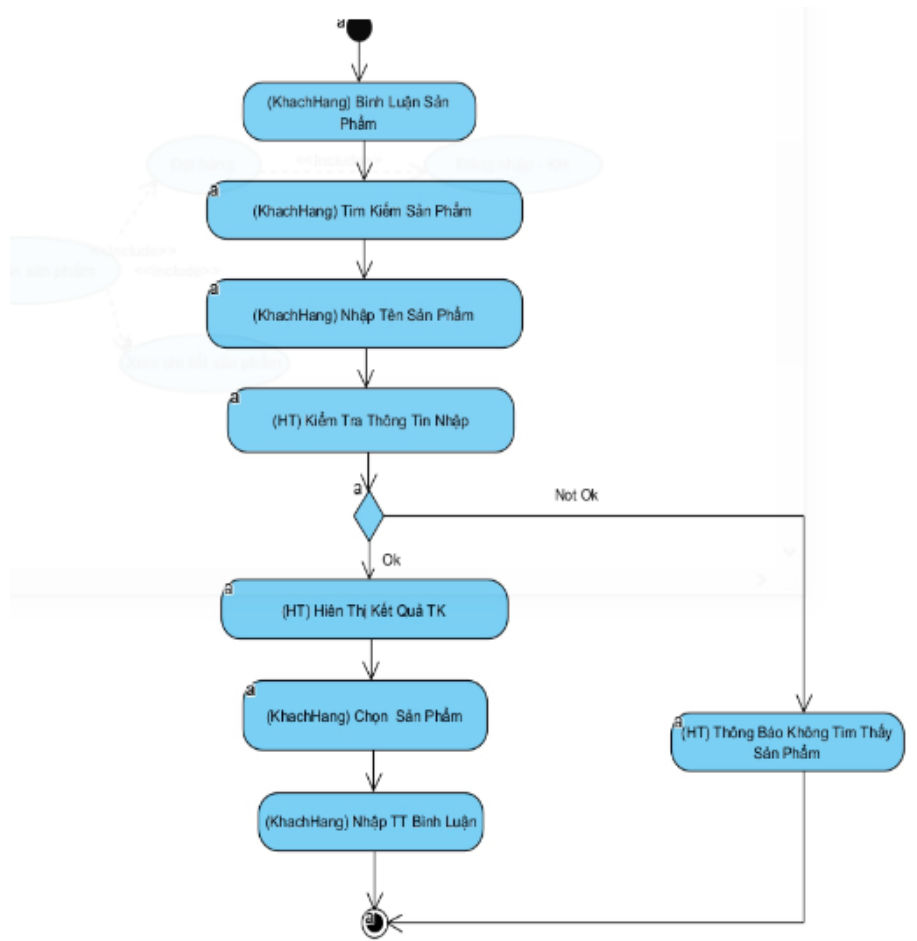 a
(KhachHang) Bình Luận Sản
Phẩm
a
(KhachHang) Tìm Kiếm Sản Phẩm
a
(KhachHang) Nhập Tên Sản Phẩm
a
(HT) Kiểm Tra Thông Tin Nhập
a
Not Ok
Ok
a
(HT) Hiên Thị Kết Quả TK
a
(KhachHang) Chọn Sản Phẩm
a
(HT) Thông Báo Không Tìm Thấy
Sản Phẩm
(KhachHang) Nhập TT Bình Luận
a